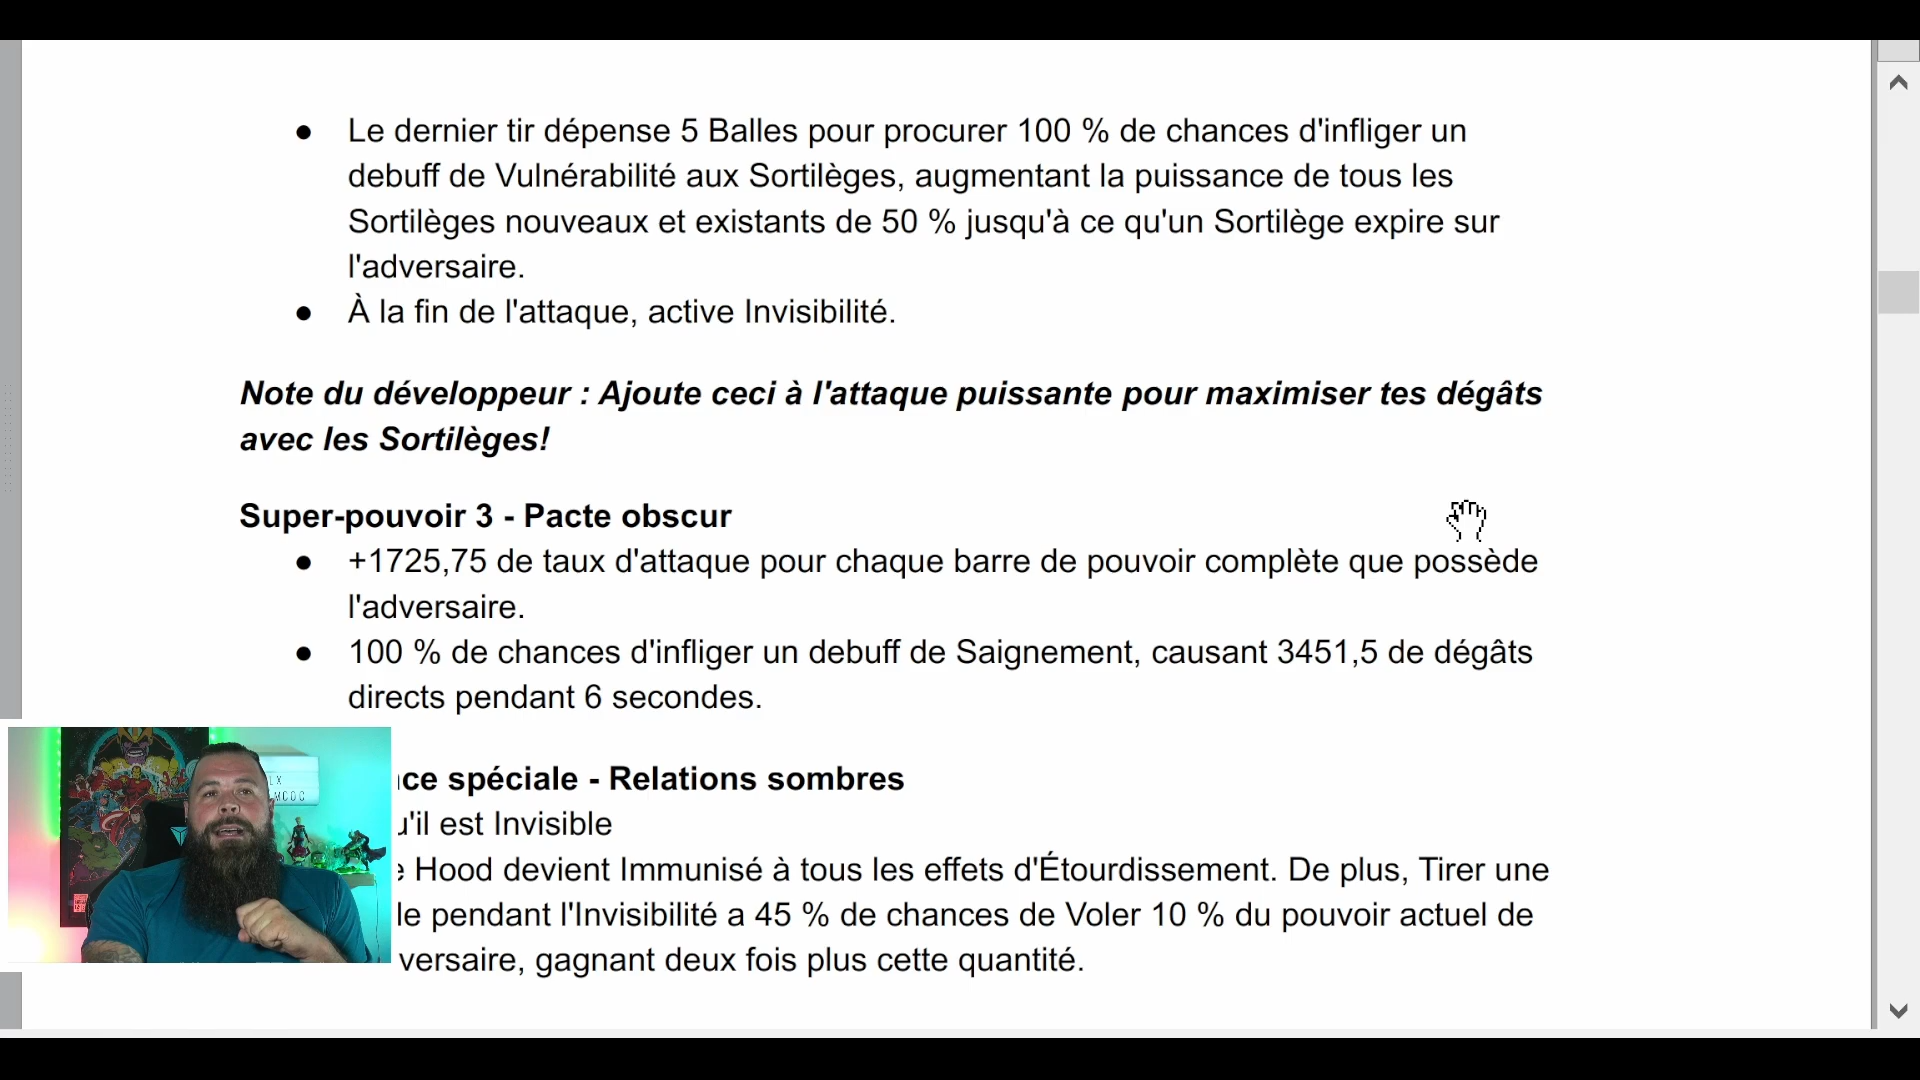 ● Le dernier tir dépense 5 Balles pour procurer 100 % de chances d'infliger un
debuff de Vulnérabilité aux Sortilèges, augmentant la puissance de tous les
Sortilèges nouveaux et existants de 50 % jusqu'à ce qu'un Sortilège expire sur
l'adversaire.
● À la fin de l'attaque, active Invisibilité.
Note du développeur : Ajoute ceci à l'attaque puissante pour maximiser tes dégâts
avec les Sortilèges!
Super-pouvoir 3 - Pacte obscur
● +1725,75 de taux d'attaque pour chaque barre de pouvoir complète que possède
l'adversaire.
● 100 % de chances d'infliger un debuff de Saignement, causant 3451,5 de dégâts
directs pendant 6 secondes.
LX
MCOC
ce spéciale - Relations sombres
u'il est Invisible
Hood devient Immunisé à tous les effets d'Étourdissement. De plus, Tirer une
le pendant l'Invisibilité a 45 % de chances de Voler 10 % du pouvoir actuel de
versaire, gagnant deux fois plus cette quantité.